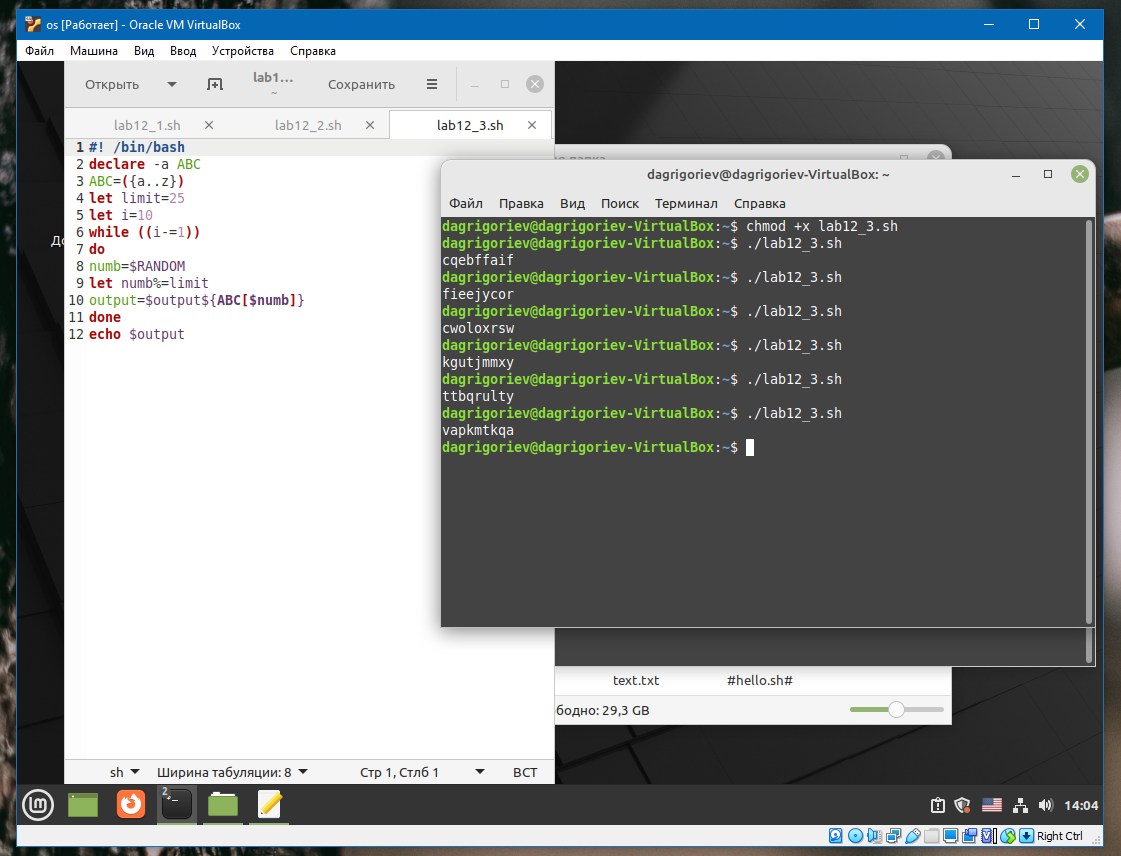 os [Работает] - Oracle VM VirtualBox
Файл Машина Вид Ввод Устройства Справка
Открыть lab1... ~ Сохранить
lab12_1.sh lab12_2.sh lab12_3.sh
1 #! /bin/bash
2 declare -a ABC
3 ABC=({a..z})
4 let limit=25
5 let i=10
6 while ((i-=1))
7 do
8 numb=$RANDOM
9 let numb%=limit
10 output=$output${ABC[$numb]}
11 done
12 echo $output
sh Ширина табуляции: 8 Стр 1, Стлб 1 ВСТ
dagrigoriev@dagrigoriev-VirtualBox: ~
Файл Правка Вид Поиск Терминал Справка
dagrigoriev@dagrigoriev-VirtualBox:~$ chmod +x lab12_3.sh
dagrigoriev@dagrigoriev-VirtualBox:~$ ./lab12_3.sh
cqebffaif
dagrigoriev@dagrigoriev-VirtualBox:~$ ./lab12_3.sh
fieejycor
dagrigoriev@dagrigoriev-VirtualBox:~$ ./lab12_3.sh
cwoloxrsw
dagrigoriev@dagrigoriev-VirtualBox:~$ ./lab12_3.sh
kgutjmmxy
dagrigoriev@dagrigoriev-VirtualBox:~$ ./lab12_3.sh
ttbqrulty
dagrigoriev@dagrigoriev-VirtualBox:~$ ./lab12_3.sh
vapkmtkqa
dagrigoriev@dagrigoriev-VirtualBox:~$
text.txt #hello.sh#
бодно: 29,3 GB
2
14:04
Right Ctrl